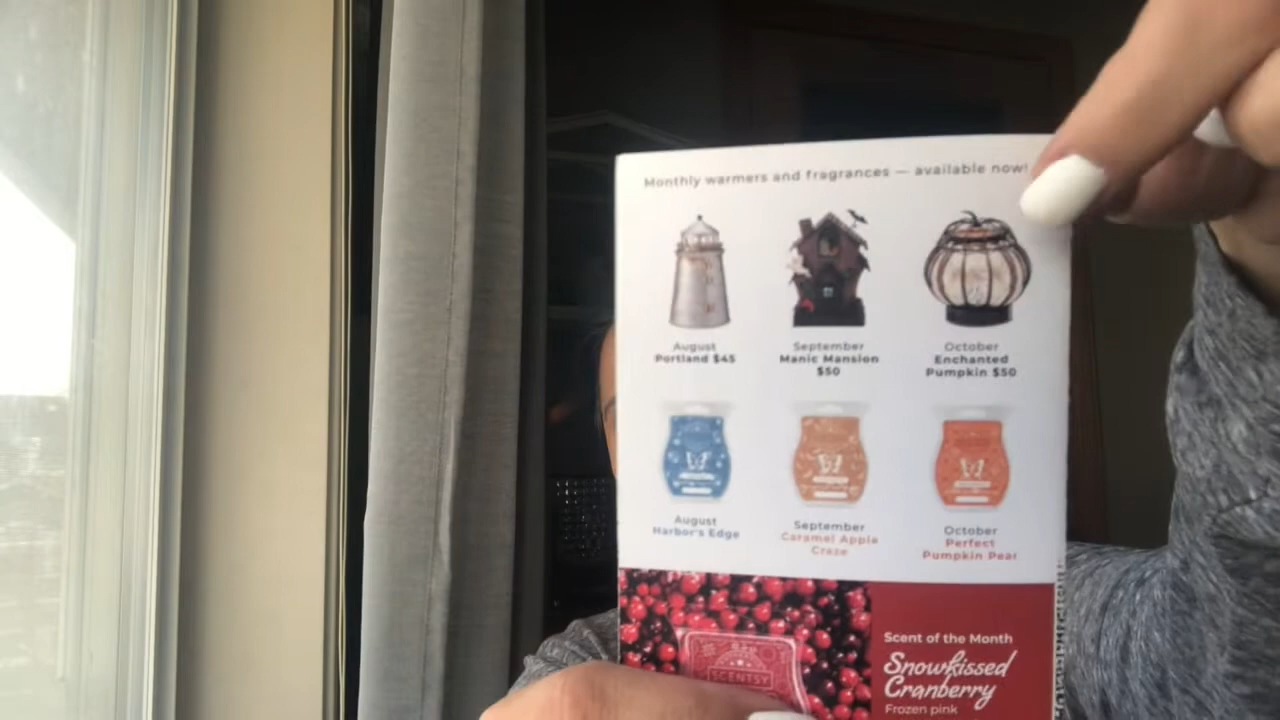 Monthly warmers and fragrances — available now!
August
Portland $45
September
Manic Mansion
$50
October
Enchanted
Pumpkin $50
August
Harbor's Edge
September
Caramel Apple
Craze
October
Perfect
Pumpkin Pear
Scent of the Month
Snowkissed
Cranberry
Frozen pink
SCENTSY